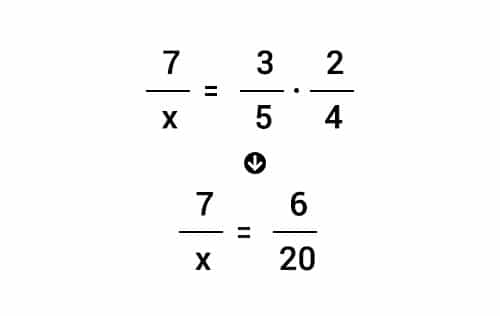 7/x = 3/5 · 2/4
7/x = 6/20